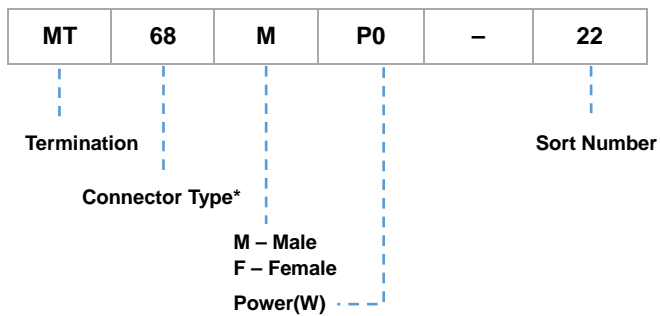 MT 68 M P0 – 22
Termination
Sort Number
Connector Type*
M – Male
F – Female
Power(W)